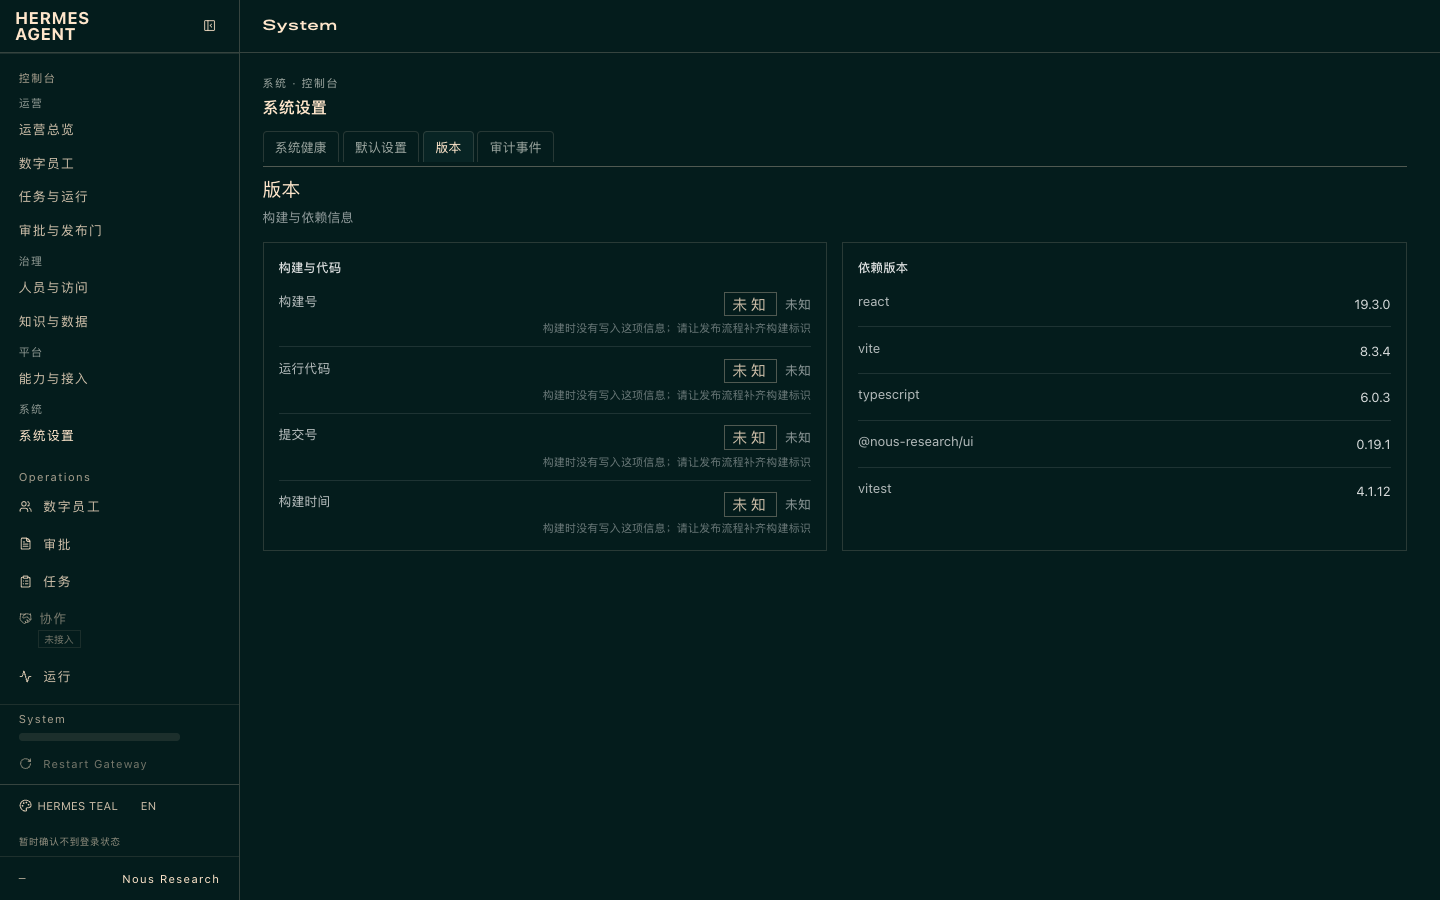 HERMES
AGENT
控制台
运营
运营总览
数字员工
任务与运行
审批与发布门
治理
人员与访问
知识与数据
平台
能力与接入
系统
系统设置
Operations
数字员工
审批
任务
协作
未接入
运行
System
Restart Gateway
HERMES TEAL EN
暂时确认不到登录状态
— Nous Research
System
系统 · 控制台
系统设置
系统健康 默认设置 版本 审计事件
版本
构建与依赖信息
构建与代码
构建号 未知 未知
构建时没有写入这项信息；请让发布流程补齐构建标识
运行代码 未知 未知
构建时没有写入这项信息；请让发布流程补齐构建标识
提交号 未知 未知
构建时没有写入这项信息；请让发布流程补齐构建标识
构建时间 未知 未知
构建时没有写入这项信息；请让发布流程补齐构建标识
依赖版本
react 19.3.0
vite 8.3.4
typescript 6.0.3
@nous-research/ui 0.19.1
vitest 4.1.12